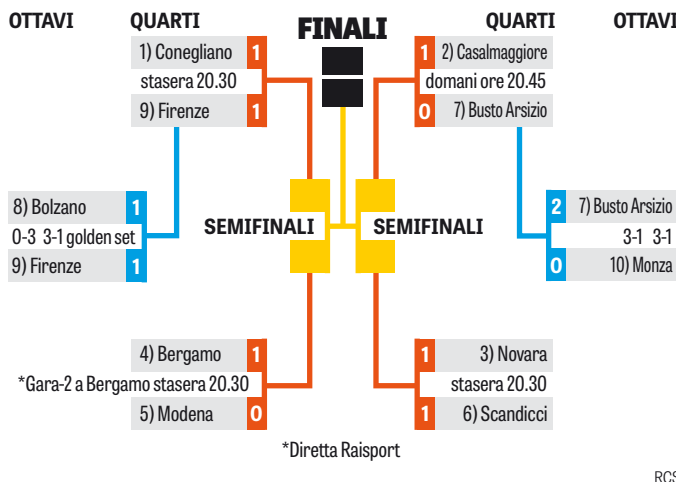 OTTAVI QUARTI FINALI QUARTI OTTAVI
1) Conegliano 1
stasera 20.30
9) Firenze 1
1 2) Casalmaggiore
domani ore 20.45
0 7) Busto Arsizio
8) Bolzano 1
0-3 3-1 golden set
9) Firenze 1
SEMIFINALI SEMIFINALI
2 7) Busto Arsizio
3-1 3-1
0 10) Monza
4) Bergamo 1
*Gara-2 a Bergamo stasera 20.30
5) Modena 0
1 3) Novara
stasera 20.30
1 6) Scandicci
*Diretta Raisport
RCS